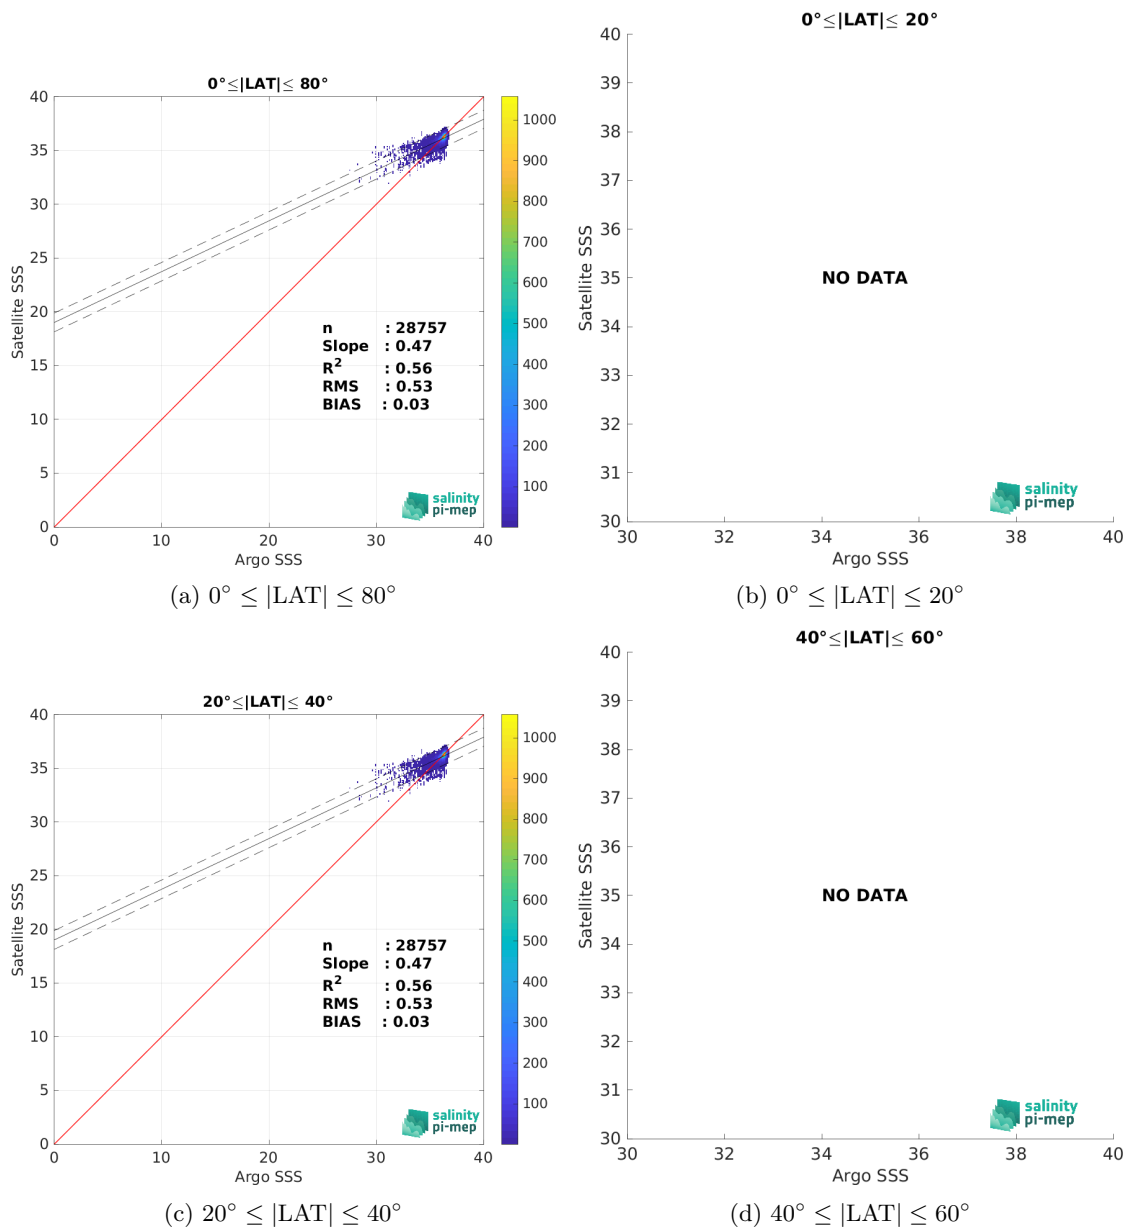 0°≤|LAT|≤ 80°
40
35
30
25
20
15
10
5
0
Satellite SSS
0
10
20
30
40
Argo SSS
1000
900
800
700
600
500
400
300
200
100
n : 28757
Slope : 0.47
R² : 0.56
RMS : 0.53
BIAS : 0.03
salinity
pi-mep
(a) 0° ≤ |LAT| ≤ 80°
0°≤|LAT|≤ 20°
40
39
38
37
36
35
34
33
32
31
30
Satellite SSS
NO DATA
30
32
34
36
38
40
Argo SSS
salinity
pi-mep
(b) 0° ≤ |LAT| ≤ 20°
20°≤|LAT|≤ 40°
40
35
30
25
20
15
10
5
0
Satellite SSS
0
10
20
30
40
Argo SSS
1000
900
800
700
600
500
400
300
200
100
n : 28757
Slope : 0.47
R² : 0.56
RMS : 0.53
BIAS : 0.03
salinity
pi-mep
(c) 20° ≤ |LAT| ≤ 40°
40°≤|LAT|≤ 60°
40
39
38
37
36
35
34
33
32
31
30
Satellite SSS
NO DATA
30
32
34
36
38
40
Argo SSS
salinity
pi-mep
(d) 40° ≤ |LAT| ≤ 60°